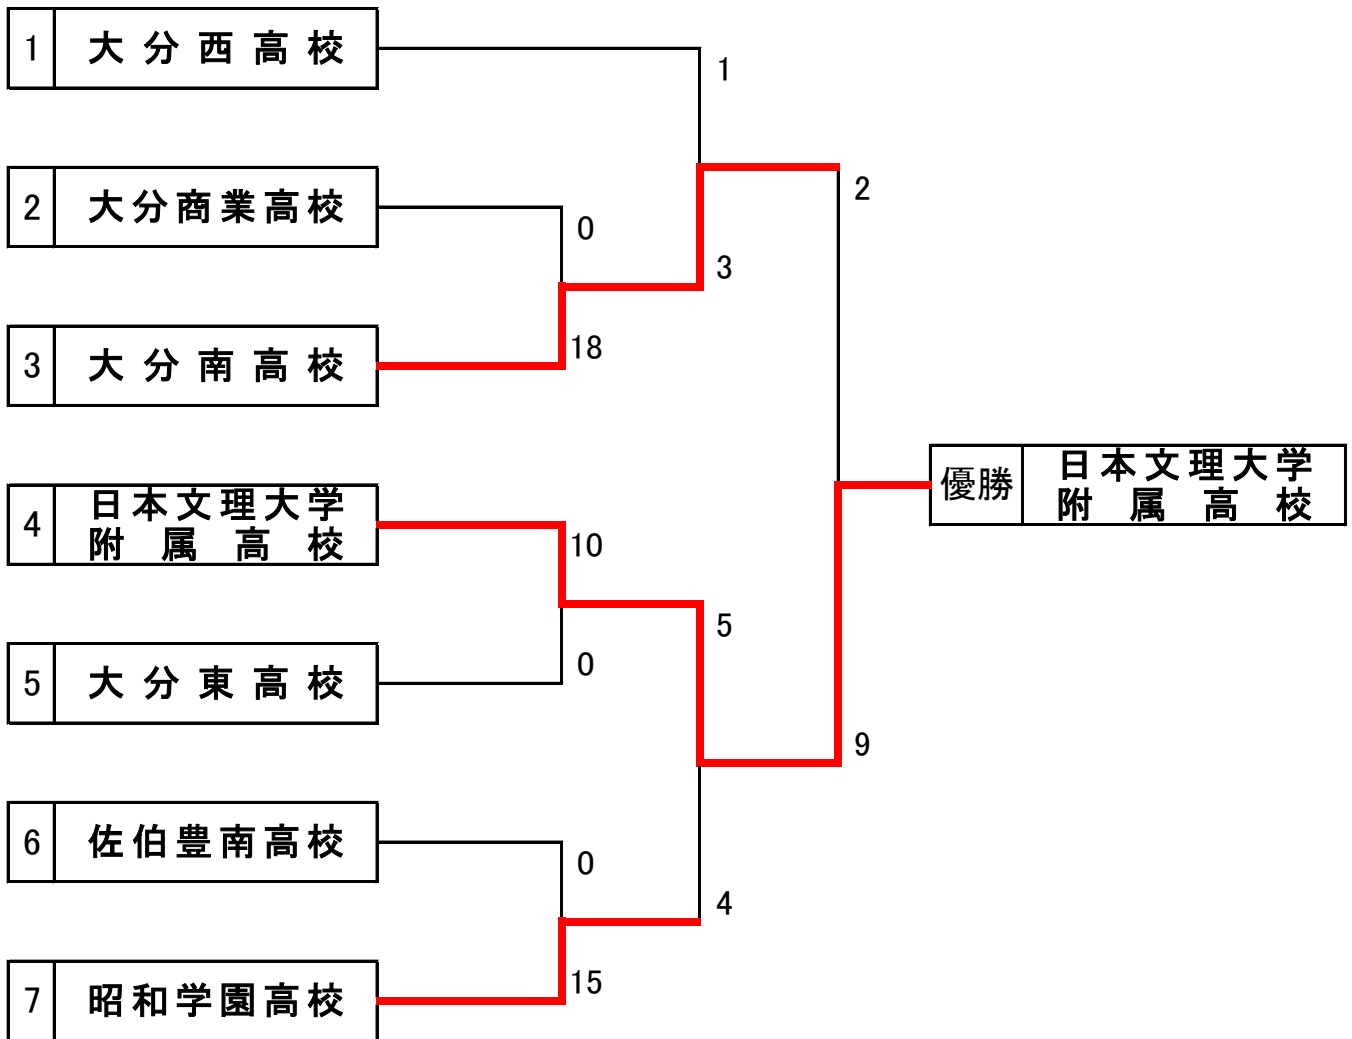 1 大分西高校
1
2 大分商業高校
2
0
3
3 大分南高校
18
4 日本文理大学
附属高校
優勝 日本文理大学
附属高校
10
5
5 大分東高校
0
9
6 佐伯豊南高校
0
4
7 昭和学園高校
15